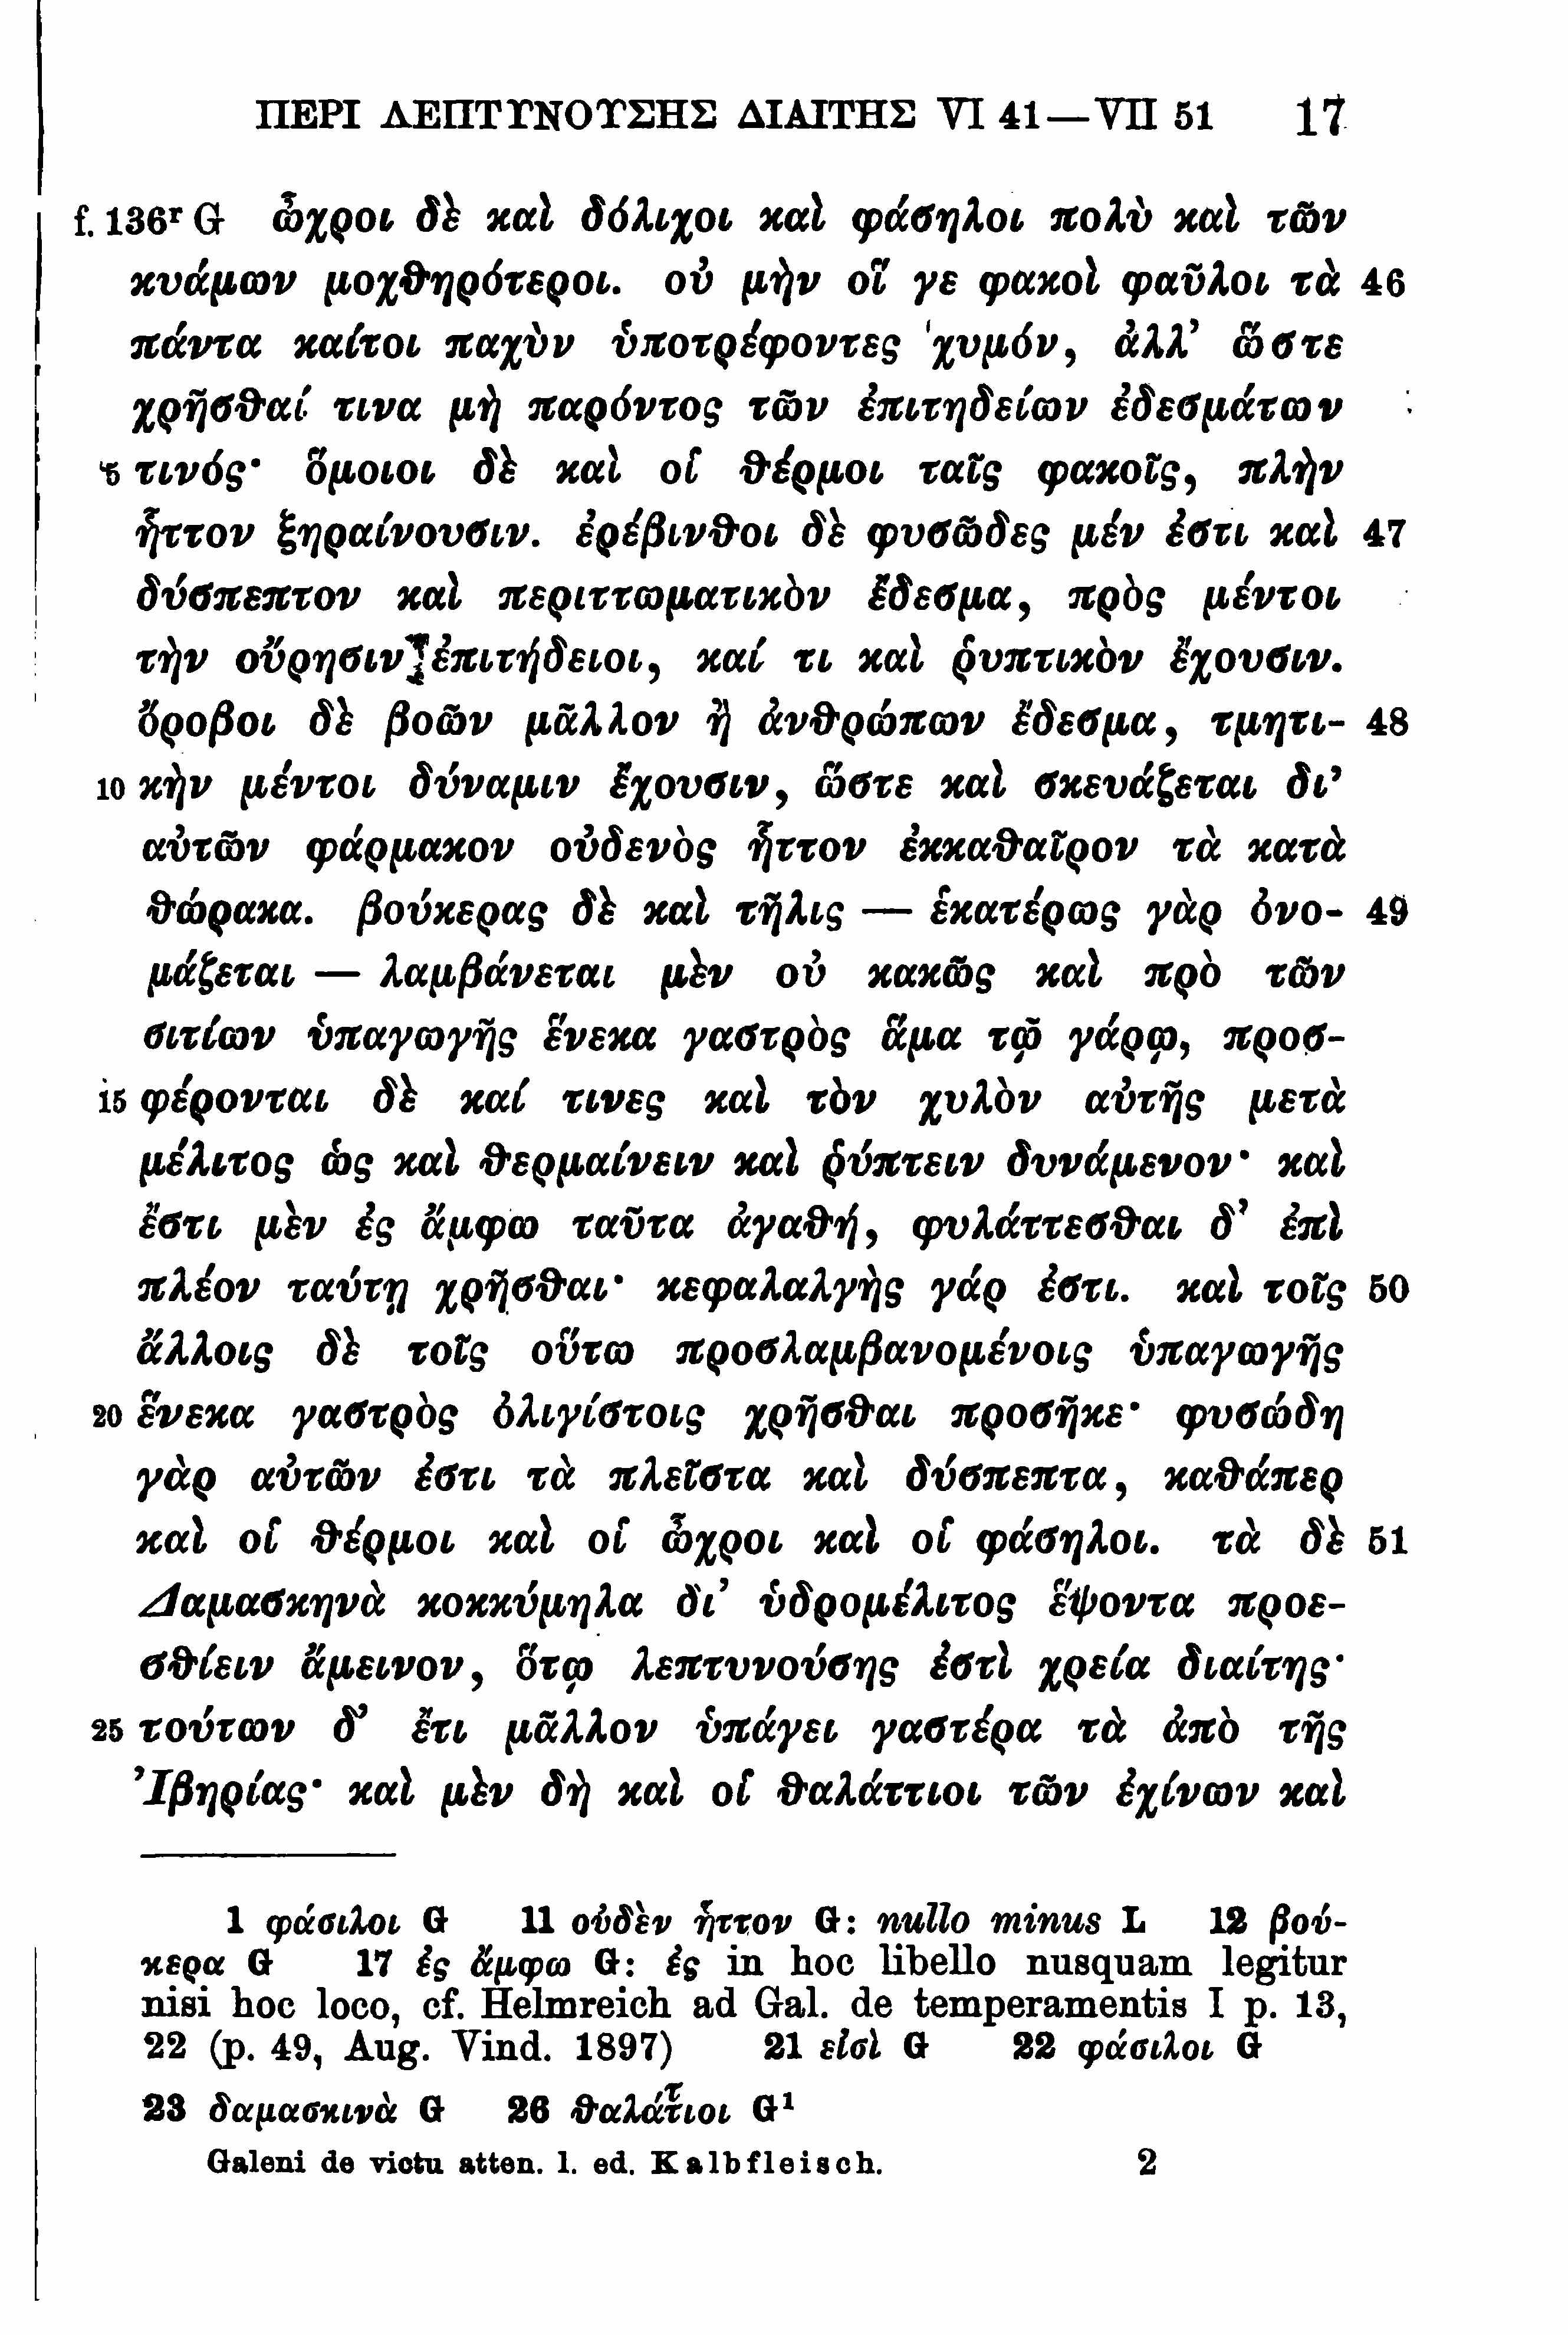 ΠΕΡΙ ΛΕΠΤΥΝΟΥΣΗΣ ΔΙΑΙΤΗΣ VI 41—VII 51 17
f. 136ʳ G ὦχροι δὲ καὶ δόλιχοι καὶ φάσηλοι πολὺ καὶ τῶν
κυάμων μοχθηρότεροι. οὐ μὴν οἵ γε φακοὶ φαῦλοι τὰ 46
πάντα καίτοι παχὺν ὑποτρέφοντες χυμόν, ἀλλ’ ὥστε
χρῆσθαί τινα μὴ παρόντος τῶν ἐπιτηδείων ἐδεσμάτων
5 τινός· ὅμοιοι δὲ καὶ οἱ θέρμοι ταῖς φακοῖς, πλὴν
ἧττον ξηραίνουσιν. ἐρέβινθοι δὲ φυσῶδες μέν ἐστι καὶ 47
δύσπεπτον καὶ περιττωματικὸν ἔδεσμα, πρὸς μέντοι
τὴν οὔρησιν ἐπιτήδειοι, καί τι καὶ ῥυπτικὸν ἔχουσιν.
ὄροβοι δὲ βοῶν μᾶλλον ἢ ἀνθρώπων ἔδεσμα, τμητι- 48
10 κὴν μέντοι δύναμιν ἔχουσιν, ὥστε καὶ σκευάζεται δι’
αὐτῶν φάρμακον οὐδενὸς ἧττον ἐκκαθαῖρον τὰ κατὰ
θώρακα. βούκερας δὲ καὶ τῆλις — ἑκατέρως γὰρ ὀνο- 49
μάζεται — λαμβάνεται μὲν οὐ κακῶς καὶ πρὸ τῶν
σιτίων ὑπαγωγῆς ἕνεκα γαστρὸς ἅμα τῷ γάρῳ, προσ-
15 φέρονται δὲ καί τινες καὶ τὸν χυλὸν αὐτῆς μετὰ
μέλιτος ὡς καὶ θερμαίνειν καὶ ῥύπτειν δυνάμενον· καὶ
ἔστι μὲν ἐς ἄμφω ταῦτα ἀγαθή, φυλάττεσθαι δ’ ἐπὶ
πλέον ταύτῃ χρῆσθαι· κεφαλαλγὴς γάρ ἐστι. καὶ τοῖς 50
ἄλλοις δὲ τοῖς οὕτω προσλαμβανομένοις ὑπαγωγῆς
20 ἕνεκα γαστρὸς ὀλιγίστοις χρῆσθαι προσῆκε· φυσώδη
γὰρ αὐτῶν ἐστι τὰ πλεῖστα καὶ δύσπεπτα, καθάπερ
καὶ οἱ θέρμοι καὶ οἱ ὦχροι καὶ οἱ φάσηλοι. τὰ δὲ 51
Δαμασκηνὰ κοκκύμηλα δι’ ὑδρομέλιτος ἕψοντα προε-
σθίειν ἄμεινον, ὅτῳ λεπτυνούσης ἐστὶ χρεία διαίτης·
25 τούτων δ’ ἔτι μᾶλλον ὑπάγει γαστέρα τὰ ἀπὸ τῆς
Ἰβηρίας· καὶ μὲν δὴ καὶ οἱ θαλάττιοι τῶν ἐχίνων καὶ
1 φάσιλοι G 11 οὐδὲν ἧττον G: nullo minus L 12 βού-
κερα G 17 ἐς ἄμφω G: ἐς in hoc libello nusquam legitur
nisi hoc loco, cf. Helmreich ad Gal. de temperamentis I p. 13,
22 (p. 49, Aug. Vind. 1897) 21 εἰσὶ G 22 φάσιλοι G
23 δαμασκινὰ G 26 θαλάτ͏ͭιοι G¹
Galeni de victu atten. l. ed. Kalbfleisch. 2